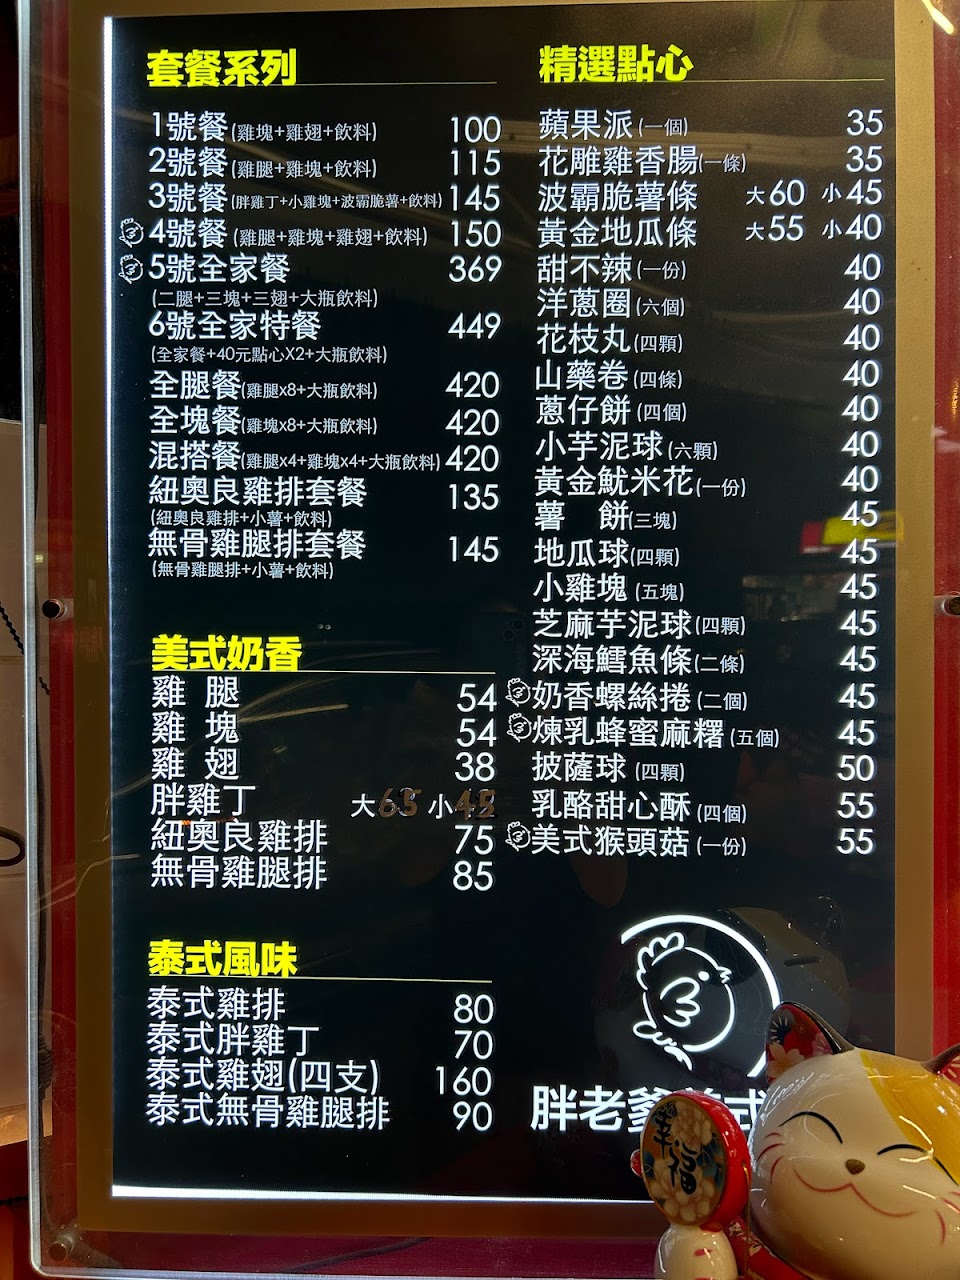 套餐系列
1號餐(雞塊+雞翅+飲料) 100
2號餐(雞腿+雞塊+飲料) 115
3號餐(胖雞丁+小雞塊+波霸脆薯+飲料) 145
4號餐(雞腿+雞塊+雞翅+飲料) 150
5號全家餐 369
(二腿+三塊+三翅+大瓶飲料)
6號全家特餐 449
(全家餐+40元點心X2+大瓶飲料)
全腿餐(雞腿x8+大瓶飲料) 420
全塊餐(雞塊x8+大瓶飲料) 420
混搭餐(雞腿x4+雞塊x4+大瓶飲料) 420
紐奧良雞排套餐 135
(紐奧良雞排+小薯+飲料)
無骨雞腿排套餐 145
(無骨雞腿排+小薯+飲料)
美式奶香
雞 腿 54
雞 塊 54
雞 翅 38
胖雞丁 大65 小45
紐奧良雞排 75
無骨雞腿排 85
泰式風味
泰式雞排 80
泰式胖雞丁 70
泰式雞翅(四支) 160
泰式無骨雞腿排 90
精選點心
蘋果派(一個) 35
花雕雞香腸(一條) 35
波霸脆薯條 大60 小45
黃金地瓜條 大55 小40
甜不辣(一份) 40
洋蔥圈(六個) 40
花枝丸(四顆) 40
山藥卷(四條) 40
蔥仔餅(四個) 40
小芋泥球(六顆) 40
黃金魷米花(一份) 40
薯 餅(三塊) 45
地瓜球(四顆) 45
小雞塊(五塊) 45
芝麻芋泥球(四顆) 45
深海鱈魚條(二條) 45
奶香螺絲捲(二個) 45
煉乳蜂蜜麻糬(五個) 45
披薩球(四顆) 50
乳酪甜心酥(四個) 55
美式猴頭菇(一份) 55
胖老爹美式